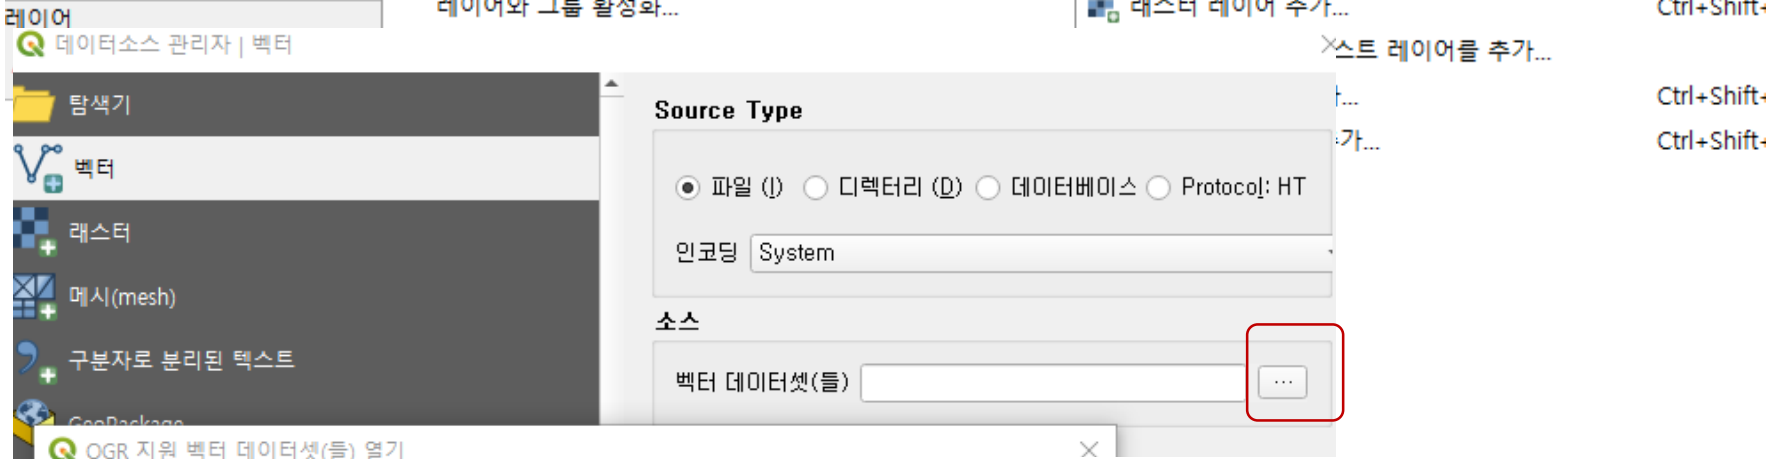 레이어
레이어와 그룹 활성화...
래스터 레이어 추가...
Ctrl+Shift+
데이터소스 관리자 | 벡터
스트 레이어를 추가...
탐색기
Source Type
Ctrl+Shift+
가...
Ctrl+Shift+
벡터
파일 (I) 디렉터리 (D) 데이터베이스 Protocol: HT
래스터
인코딩 System
메시(mesh)
소스
구분자로 분리된 텍스트
벡터 데이터셋(들) ...
GeoPackage
OGR 지원 벡터 데이터셋(들) 열기